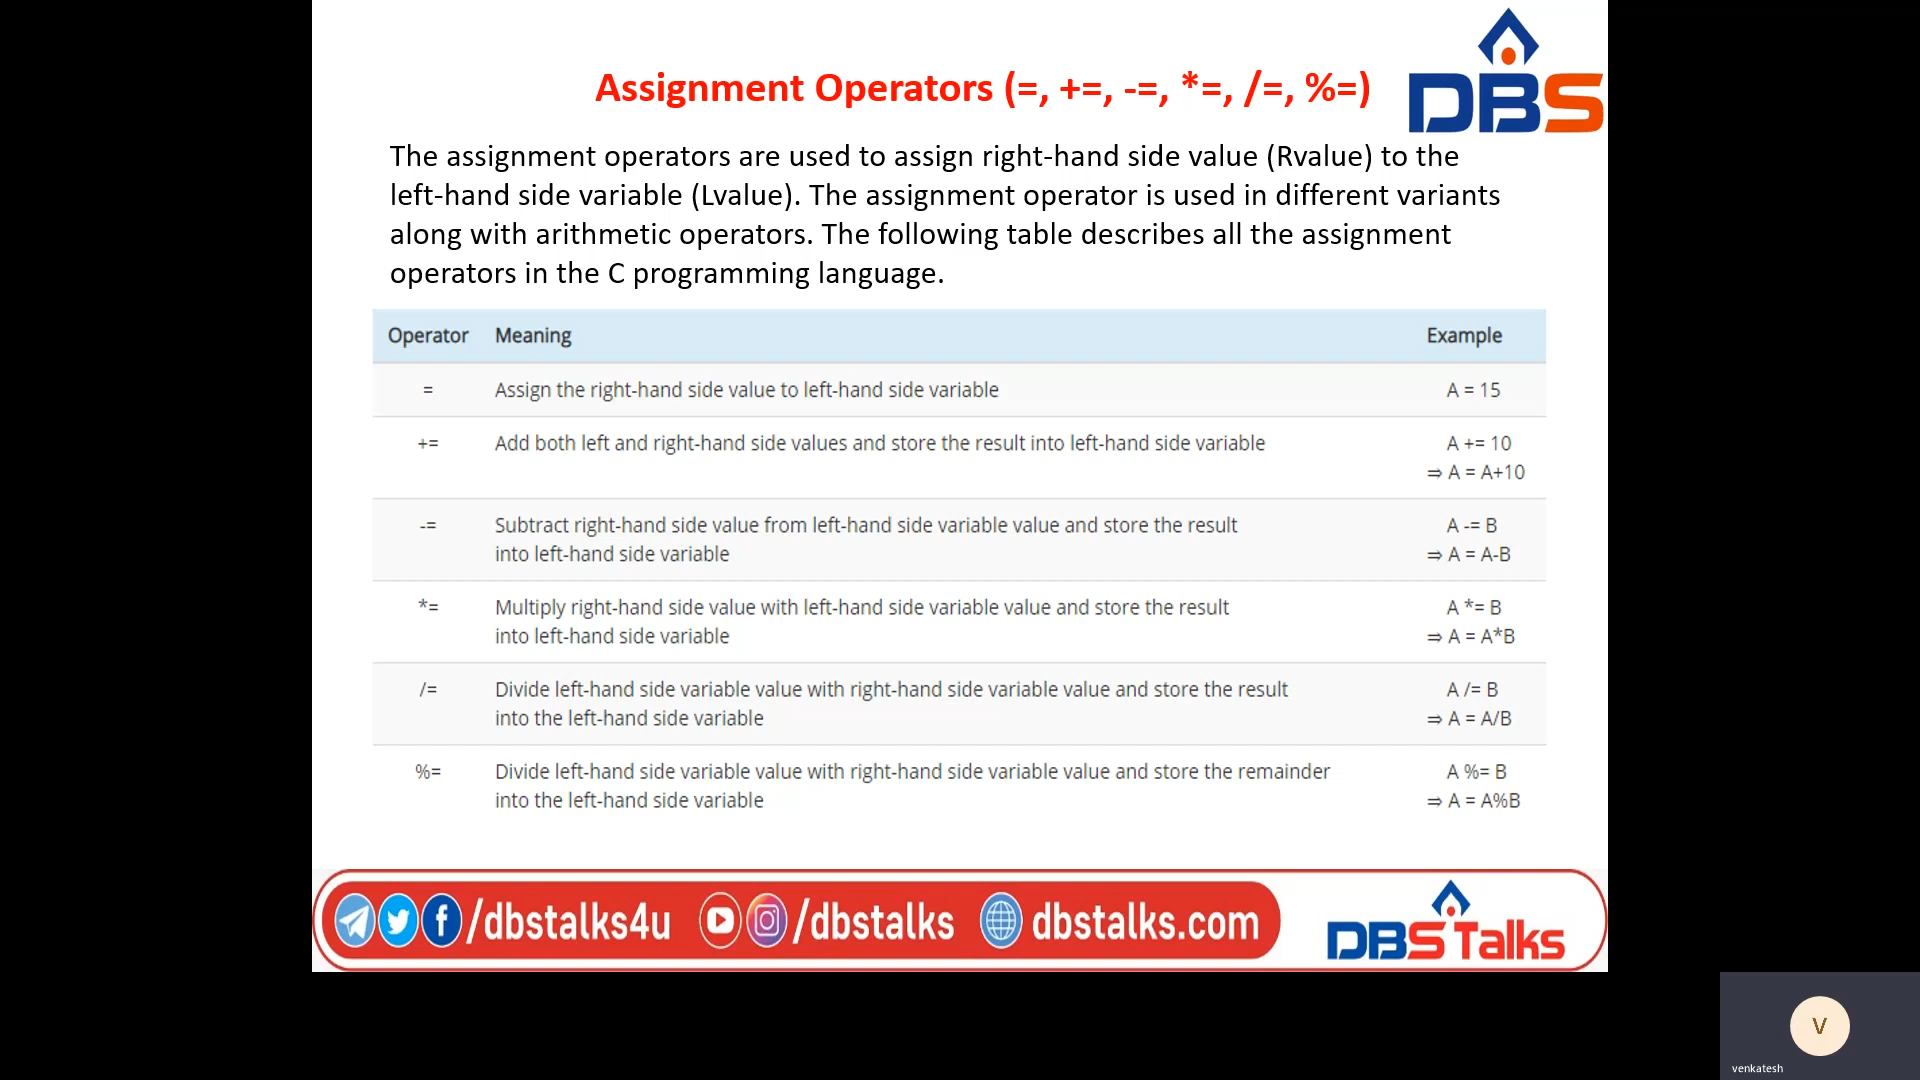 DBS
Assignment Operators (=, +=, -=, *=, /=, %=)
The assignment operators are used to assign right-hand side value (Rvalue) to the
left-hand side variable (Lvalue). The assignment operator is used in different variants
along with arithmetic operators. The following table describes all the assignment
operators in the C programming language.
Operator Meaning Example
= Assign the right-hand side value to left-hand side variable A = 15
+= Add both left and right-hand side values and store the result into left-hand side variable A += 10
⇒ A = A+10
-= Subtract right-hand side value from left-hand side variable value and store the result A -= B
into left-hand side variable ⇒ A = A-B
*= Multiply right-hand side value with left-hand side variable value and store the result A *= B
into left-hand side variable ⇒ A = A*B
/= Divide left-hand side variable value with right-hand side variable value and store the result A /= B
into the left-hand side variable ⇒ A = A/B
%= Divide left-hand side variable value with right-hand side variable value and store the remainder A %= B
into the left-hand side variable ⇒ A = A%B
/dbstalks4u /dbstalks dbstalks.com DBS Talks
V
venkatesh